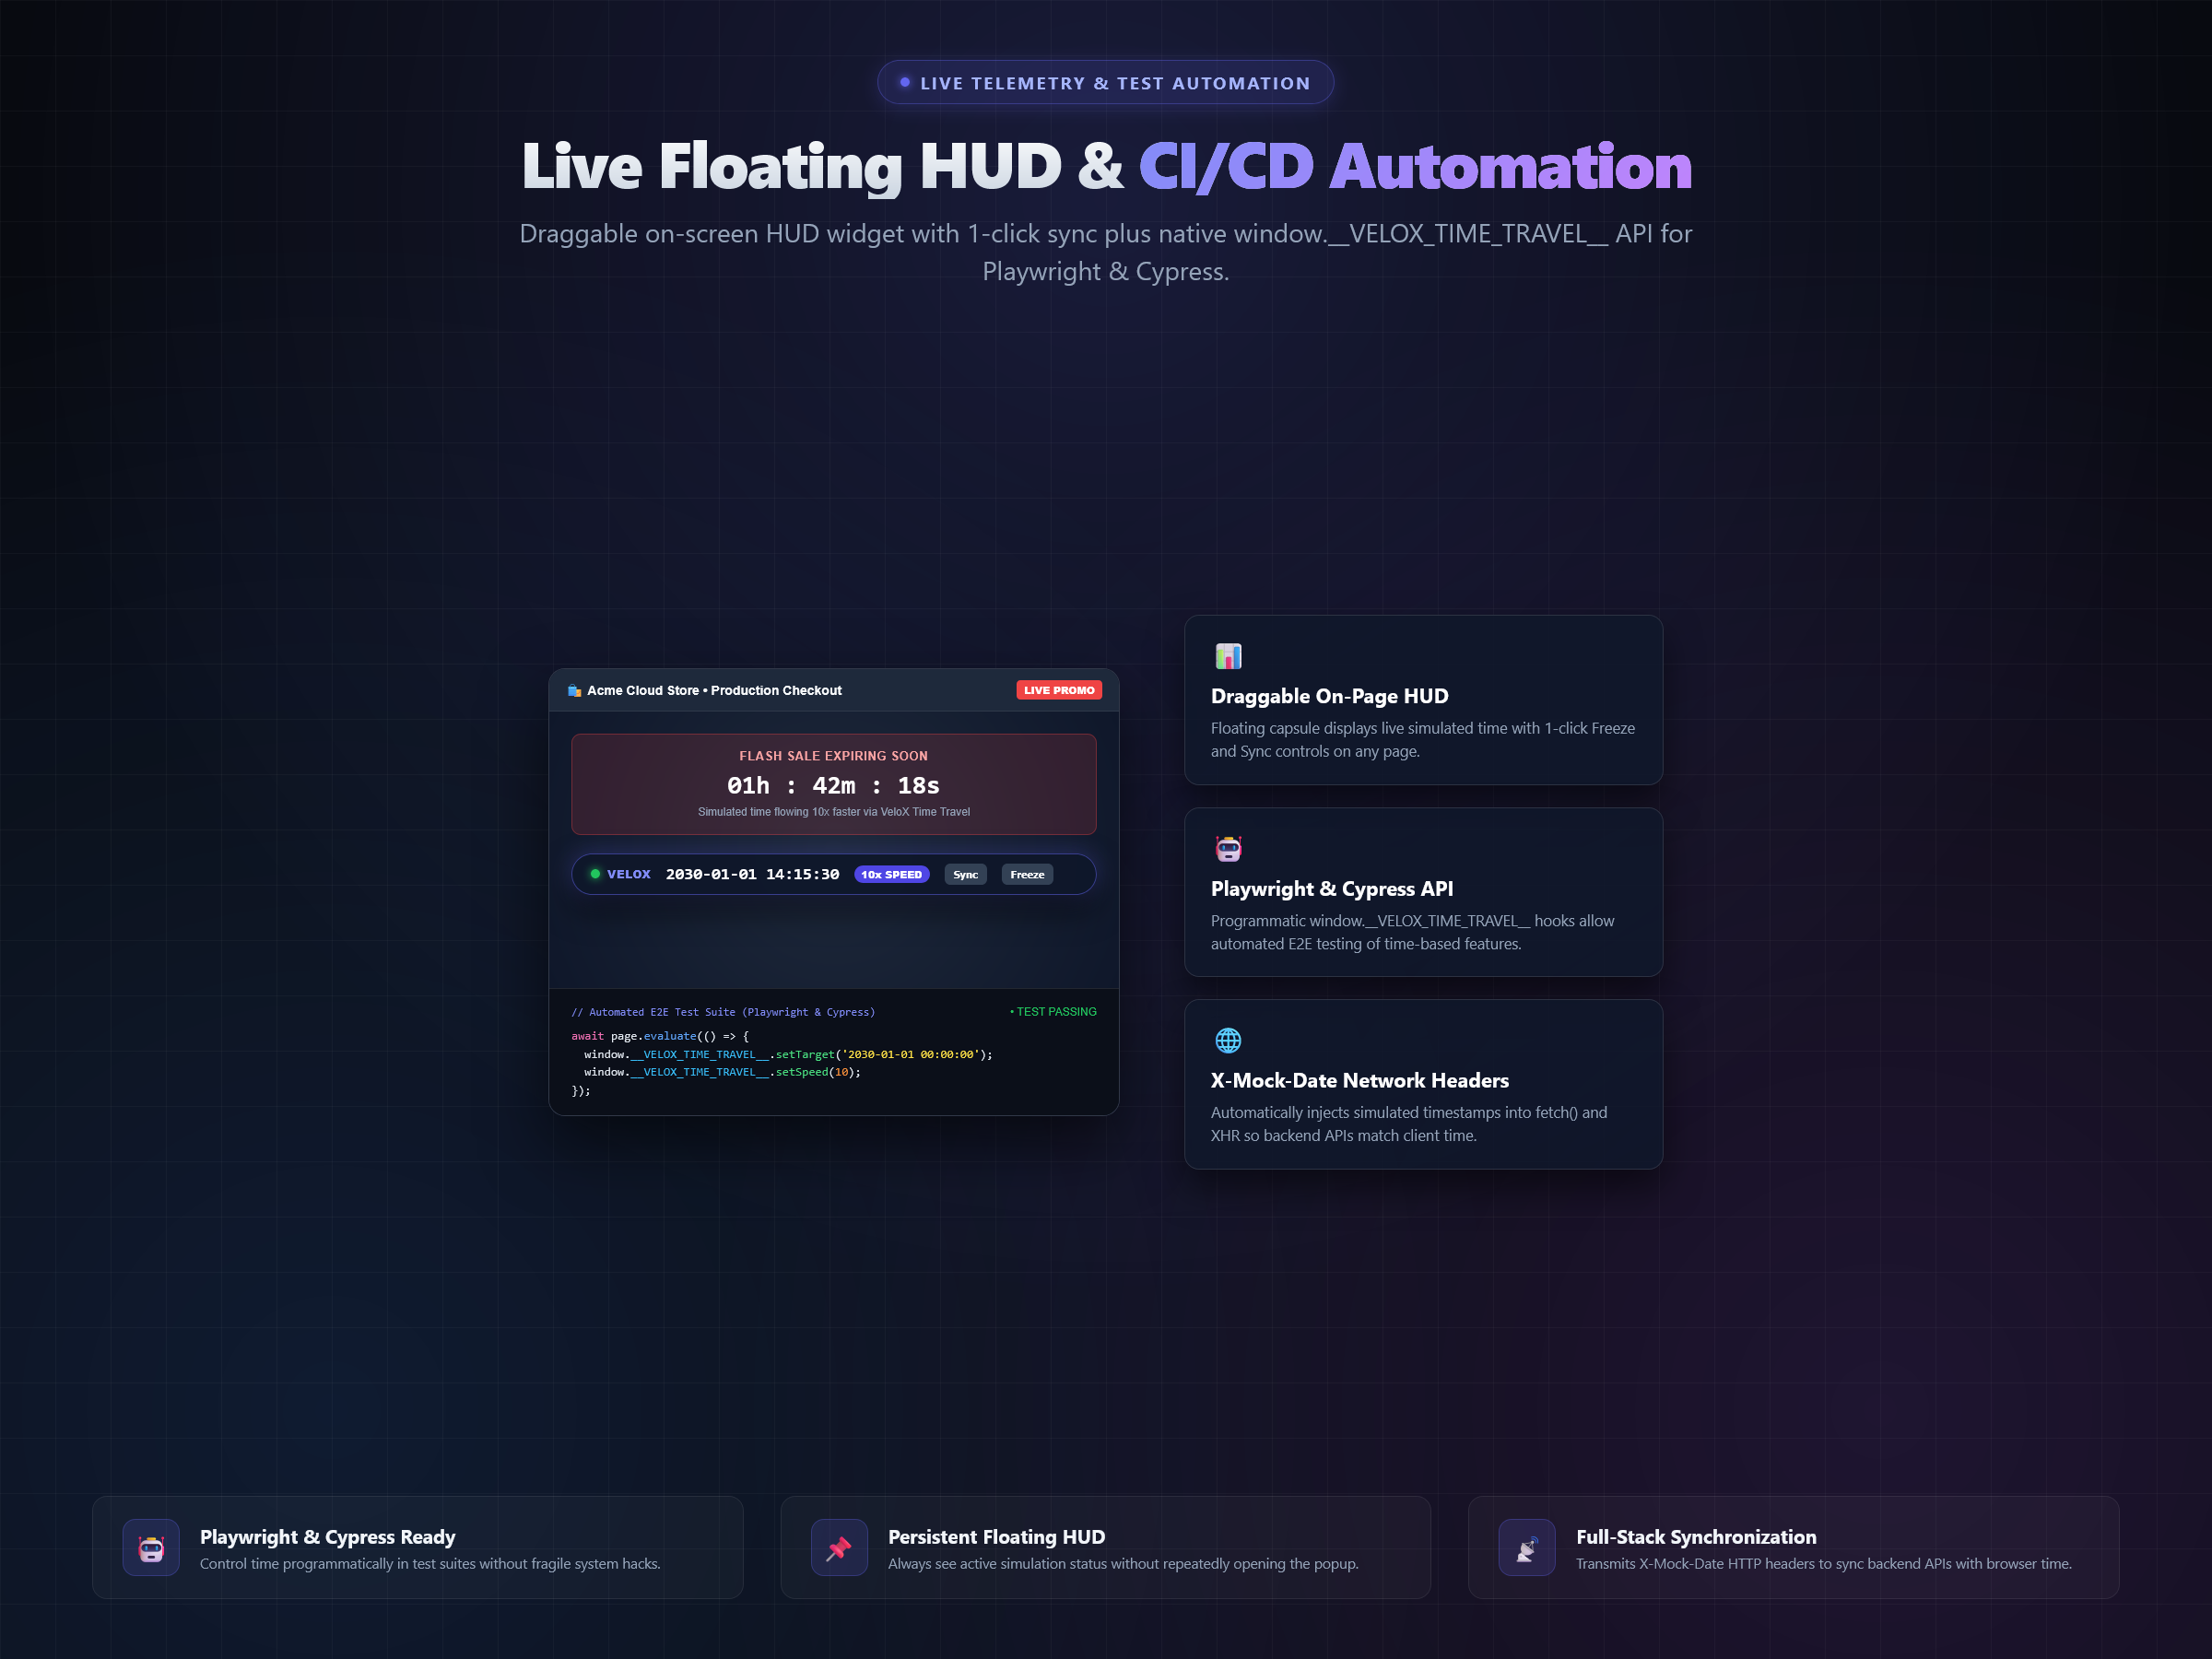 LIVE TELEMETRY & TEST AUTOMATION
Live Floating HUD & CI/CD Automation
Draggable on-screen HUD widget with 1-click sync plus native window.__VELOX_TIME_TRAVEL__ API for
Playwright & Cypress.
Acme Cloud Store • Production Checkout
LIVE PROMO
FLASH SALE EXPIRING SOON
01h : 42m : 18s
Simulated time flowing 10x faster via VeloX Time Travel
VELOX 2030-01-01 14:15:30 10x SPEED Sync Freeze
// Automated E2E Test Suite (Playwright & Cypress)
• TEST PASSING
await page.evaluate(() => {
window.__VELOX_TIME_TRAVEL__.setTarget('2030-01-01 00:00:00');
window.__VELOX_TIME_TRAVEL__.setSpeed(10);
});
Draggable On-Page HUD
Floating capsule displays live simulated time with 1-click Freeze
and Sync controls on any page.
Playwright & Cypress API
Programmatic window.__VELOX_TIME_TRAVEL__ hooks allow
automated E2E testing of time-based features.
X-Mock-Date Network Headers
Automatically injects simulated timestamps into fetch() and
XHR so backend APIs match client time.
Playwright & Cypress Ready
Control time programmatically in test suites without fragile system hacks.
Persistent Floating HUD
Always see active simulation status without repeatedly opening the popup.
Full-Stack Synchronization
Transmits X-Mock-Date HTTP headers to sync backend APIs with browser time.